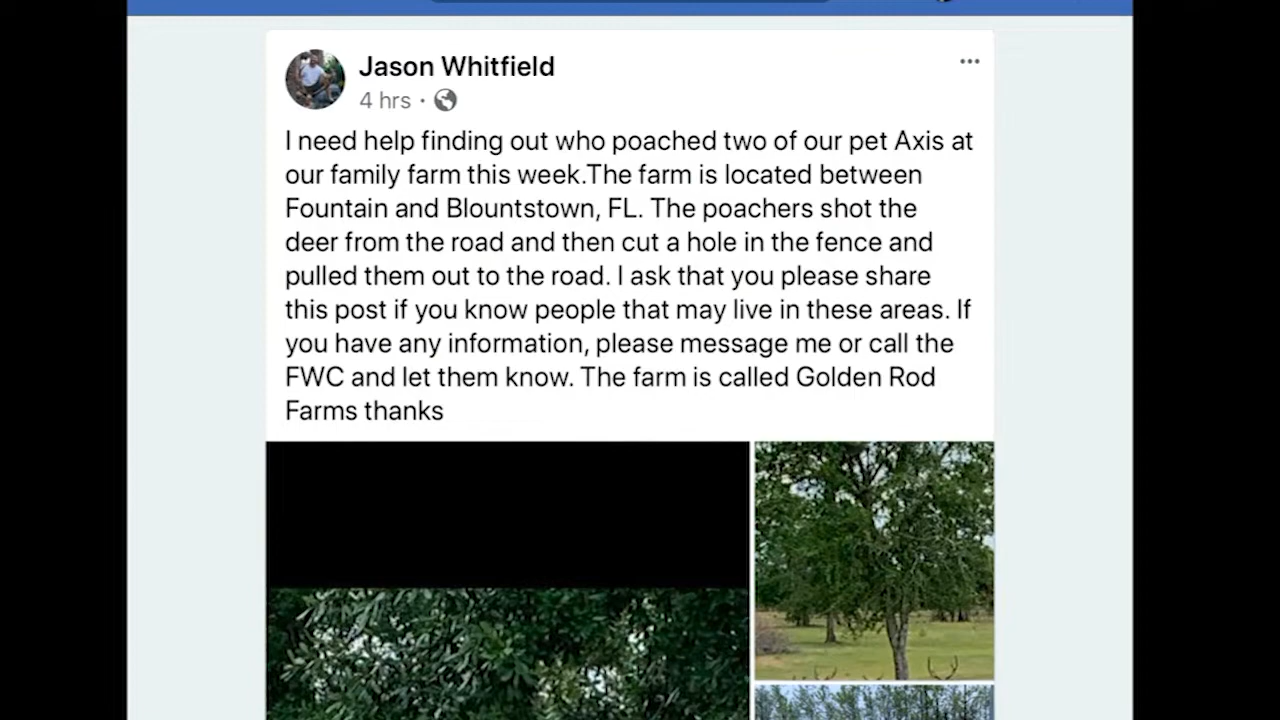 Jason Whitfield
4 hrs ·
I need help finding out who poached two of our pet Axis at
our family farm this week.The farm is located between
Fountain and Blountstown, FL. The poachers shot the
deer from the road and then cut a hole in the fence and
pulled them out to the road. I ask that you please share
this post if you know people that may live in these areas. If
you have any information, please message me or call the
FWC and let them know. The farm is called Golden Rod
Farms thanks